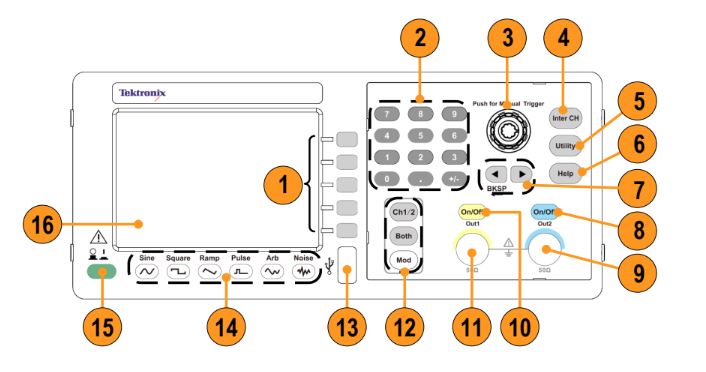 2
3
4
Tektronix
Push for Manual Trigger
7 8 9
Inter CH
5
4 5 6
Utility
6
1
1 2 3
Help
0 . +/-
BKSP
7
16
Ch1/2
On/Off
On/Off
8
Out1
Out2
Both
Sine Square Ramp Pulse Arb Noise
Mod
9
50Ω
50Ω
15
14
13
12
11
10